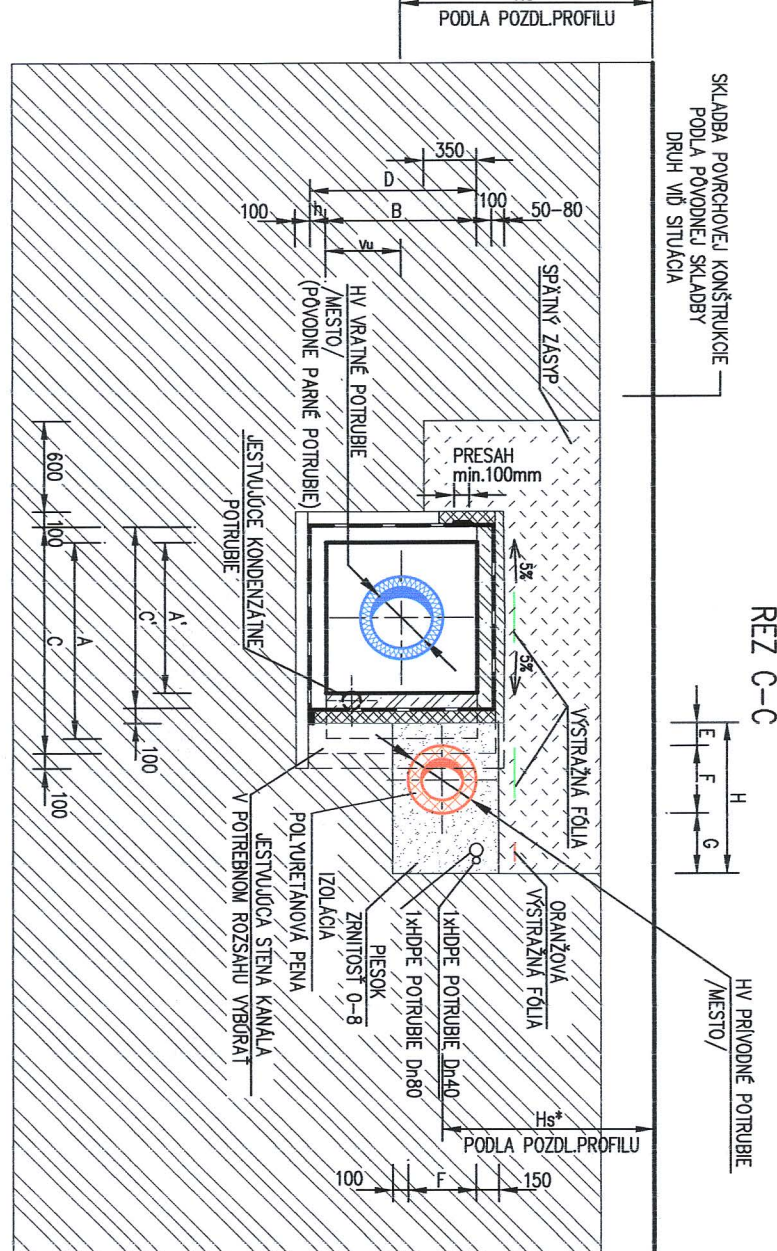 PODLA POZDL.PROFILU
REZ C-C
SKLADBA POVRCHOVEJ KONŠTRUKCIE
PODLA PÔVODNEJ SKLADBY
DRUH VIĎ SITUÁCIA
SPÄTNÝ ZÁSYP
350
D
100
h
B
100
50-80
Vu
HV VRATNÉ POTRUBIE
/MESTO/
(PÔVODNE PARNÉ POTRUBIE)
JESTVUJÚCE KONDENZÁTNE
POTRUBIE
PRESAH
min.100mm
5%
5%
VÝSTRAŽNÁ FÓLIA
ORANŽOVÁ
VÝSTRAŽNÁ FÓLIA
HV PRÍVODNÉ POTRUBIE
/MESTO/
E
F
G
H
1xHDPE POTRUBIE Dn40
1xHDPE POTRUBIE Dn80
PIESOK
ZRNITOSŤ 0-8
IZOLÁCIA
POLYURETÁNOVÁ PENA
JESTVUJÚCA STENA KANÁLA
V POTREBNOM ROZSAHU VYBÚRAŤ
600
100
A'
A
C'
C
100
100
Hs*
PODLA POZDL.PROFILU
100
F
150